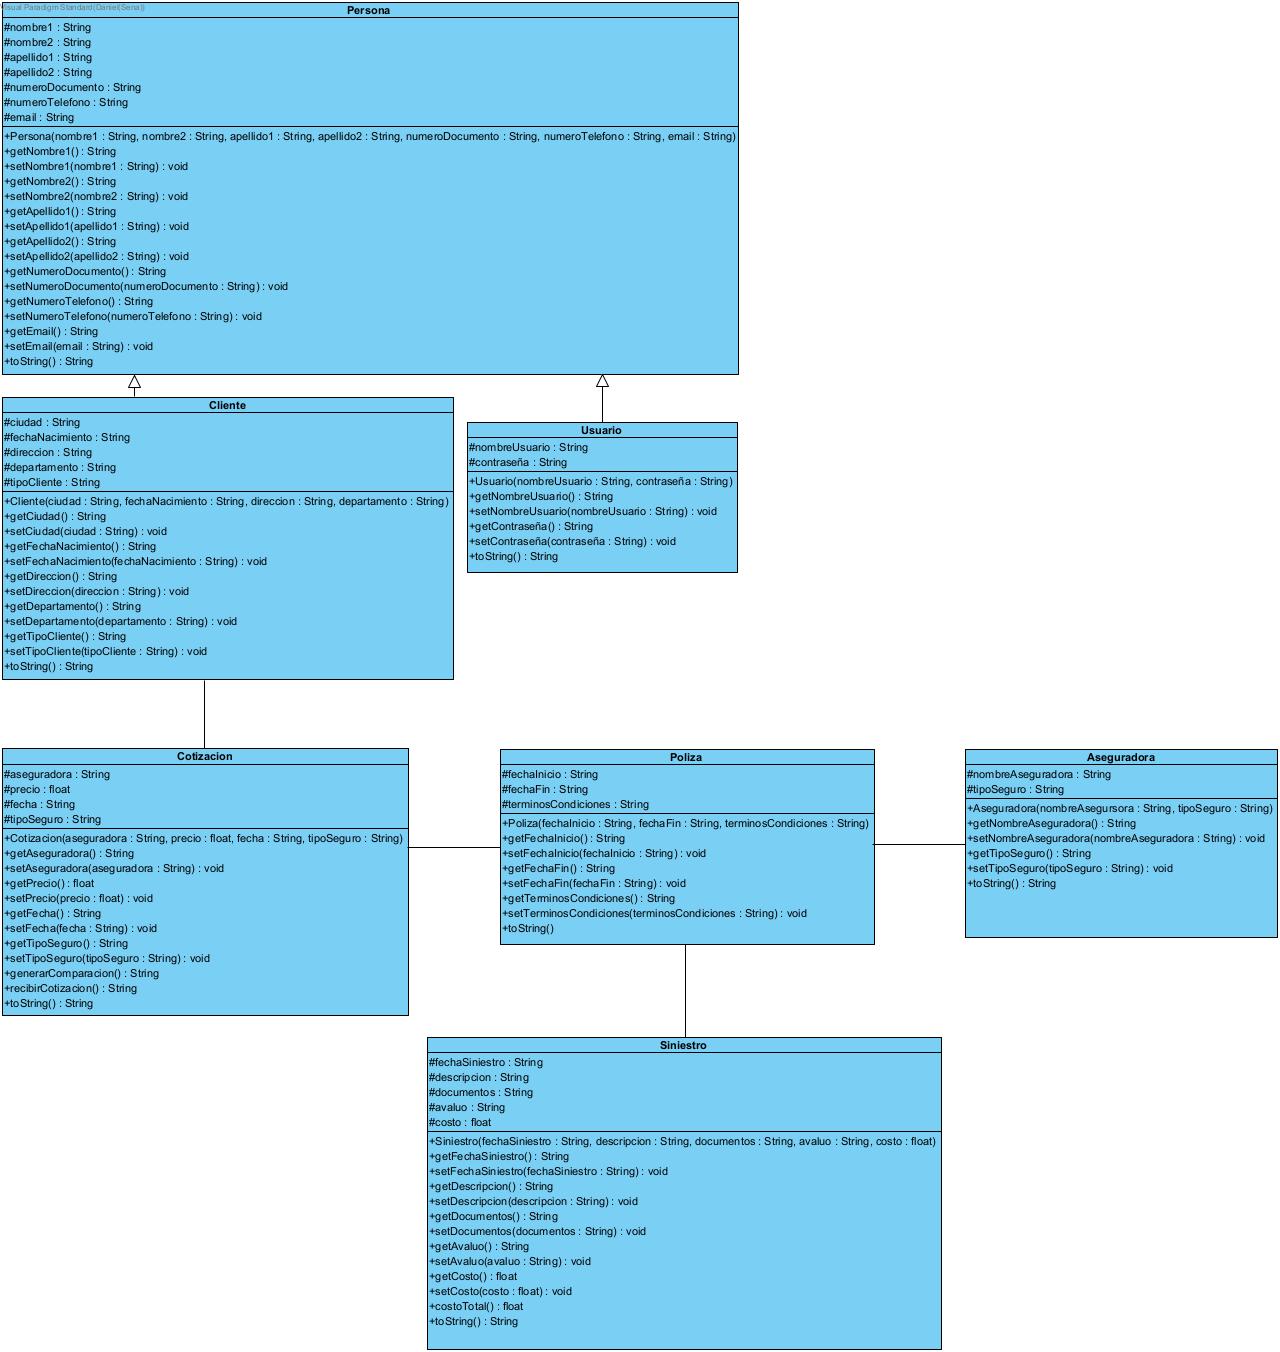 Visual Paradigm Standard(Daniel(Sena))
Persona
#nombre1 : String
#nombre2 : String
#apellido1 : String
#apellido2 : String
#numeroDocumento : String
#numeroTelefono : String
#email : String
+Persona(nombre1 : String, nombre2 : String, apellido1 : String, apellido2 : String, numeroDocumento : String, numeroTelefono : String, email : String)
+getNombre1() : String
+setNombre1(nombre1 : String) : void
+getNombre2() : String
+setNombre2(nombre2 : String) : void
+getApellido1() : String
+setApellido1(apellido1 : String) : void
+getApellido2() : String
+setApellido2(apellido2 : String) : void
+getNumeroDocumento() : String
+setNumeroDocumento(numeroDocumento : String) : void
+getNumeroTelefono() : String
+setNumeroTelefono(numeroTelefono : String) : void
+getEmail() : String
+setEmail(email : String) : void
+toString() : String
Cliente
#ciudad : String
#fechaNacimiento : String
#direccion : String
#departamento : String
#tipoCliente : String
+Cliente(ciudad : String, fechaNacimiento : String, direccion : String, departamento : String)
+getCiudad() : String
+setCiudad(ciudad : String) : void
+getFechaNacimiento() : String
+setFechaNacimiento(fechaNacimiento : String) : void
+getDireccion() : String
+setDireccion(direccion : String) : void
+getDepartamento() : String
+setDepartamento(departamento : String) : void
+getTipoCliente() : String
+setTipoCliente(tipoCliente : String) : void
+toString() : String
Usuario
#nombreUsuario : String
#contraseña : String
+Usuario(nombreUsuario : String, contraseña : String)
+getNombreUsuario() : String
+setNombreUsuario(nombreUsuario : String) : void
+getContraseña() : String
+setContraseña(contraseña : String) : void
+toString() : String
Cotizacion
#aseguradora : String
#precio : float
#fecha : String
#tipoSeguro : String
+Cotizacion(aseguradora : String, precio : float, fecha : String, tipoSeguro : String)
+getAseguradora() : String
+setAseguradora(aseguradora : String) : void
+getPrecio() : float
+setPrecio(precio : float) : void
+getFecha() : String
+setFecha(fecha : String) : void
+getTipoSeguro() : String
+setTipoSeguro(tipoSeguro : String) : void
+generarComparacion() : String
+recibirCotizacion() : String
+toString() : String
Poliza
#fechaInicio : String
#fechaFin : String
#terminosCondiciones : String
+Poliza(fechaInicio : String, fechaFin : String, terminosCondiciones : String)
+getFechaInicio() : String
+setFechaInicio(fechaInicio : String) : void
+getFechaFin() : String
+setFechaFin(fechaFin : String) : void
+getTerminosCondiciones() : String
+setTerminosCondiciones(terminosCondiciones : String) : void
+toString()
Aseguradora
#nombreAseguradora : String
#tipoSeguro : String
+Aseguradora(nombreAsegursora : String, tipoSeguro : String)
+getNombreAseguradora() : String
+setNombreAseguradora(nombreAseguradora : String) : void
+getTipoSeguro() : String
+setTipoSeguro(tipoSeguro : String) : void
+toString() : String
Siniestro
#fechaSiniestro : String
#descripcion : String
#documentos : String
#avaluo : String
#costo : float
+Siniestro(fechaSiniestro : String, descripcion : String, documentos : String, avaluo : String, costo : float)
+getFechaSiniestro() : String
+setFechaSiniestro(fechaSiniestro : String) : void
+getDescripcion() : String
+setDescripcion(descripcion : String) : void
+getDocumentos() : String
+setDocumentos(documentos : String) : void
+getAvaluo() : String
+setAvaluo(avaluo : String) : void
+getCosto() : float
+setCosto(costo : float) : void
+costoTotal() : float
+toString() : String